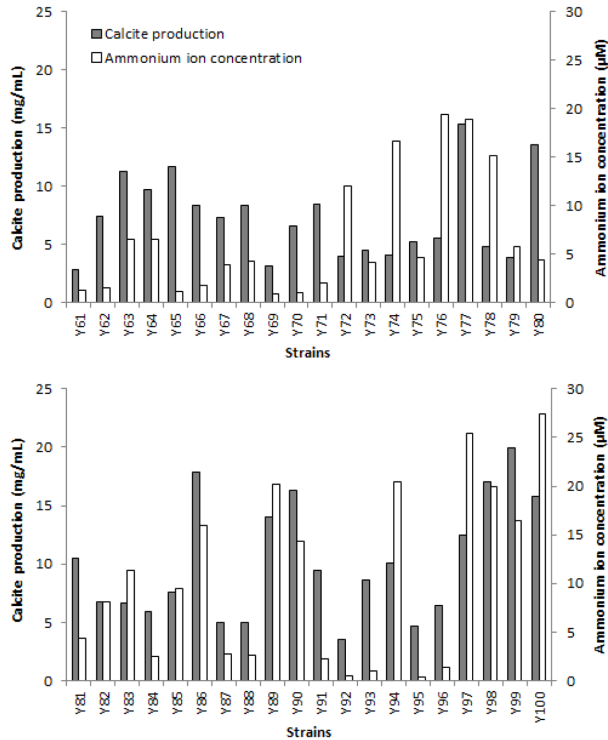 25
20
15
10
5
0
Calcite production (mg/mL)
Calcite production
Ammonium ion concentration
30
25
20
15
10
5
0
Ammonium ion concentration (µM)
Y61 Y62 Y63 Y64 Y65 Y66 Y67 Y68 Y69 Y70 Y71 Y72 Y73 Y74 Y75 Y76 Y77 Y78 Y79 Y80
Strains
25
20
15
10
5
0
Calcite production (mg/mL)
30
25
20
15
10
5
0
Ammonium ion concentration (µM)
Y81 Y82 Y83 Y84 Y85 Y86 Y87 Y88 Y89 Y90 Y91 Y92 Y93 Y94 Y95 Y96 Y97 Y98 Y99 Y100
Strains